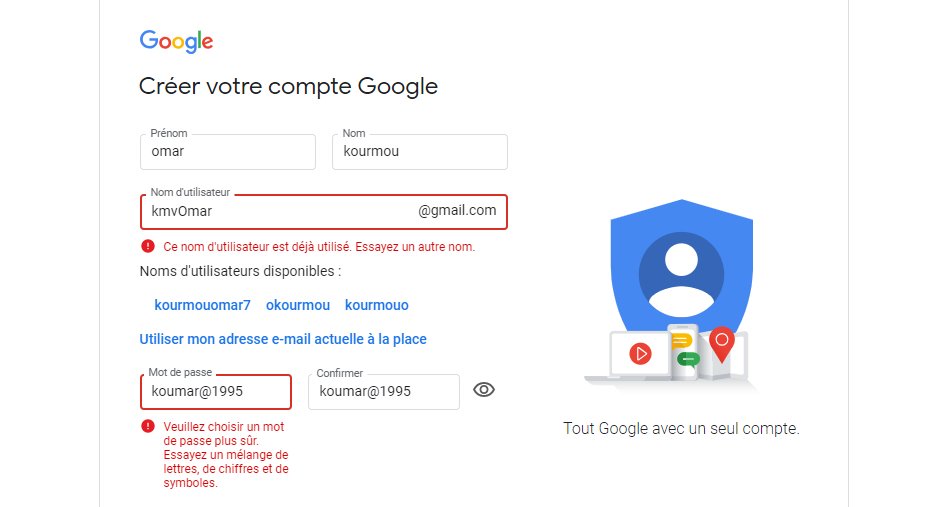 Google
Créer votre compte Google
Prénom
Nom
omar
kourmou
Nom d'utilisateur
kmvOmar
@gmail.com
Ce nom d'utilisateur est déjà utilisé. Essayez un autre nom.
Noms d'utilisateurs disponibles :
kourmouomar7 okourmou kourmouo
Utiliser mon adresse e-mail actuelle à la place
Mot de passe
Confirmer
koumar@1995
koumar@1995
Veuillez choisir un mot
de passe plus sûr.
Essayez un mélange de
lettres, de chiffres et de
symboles.
Tout Google avec un seul compte.